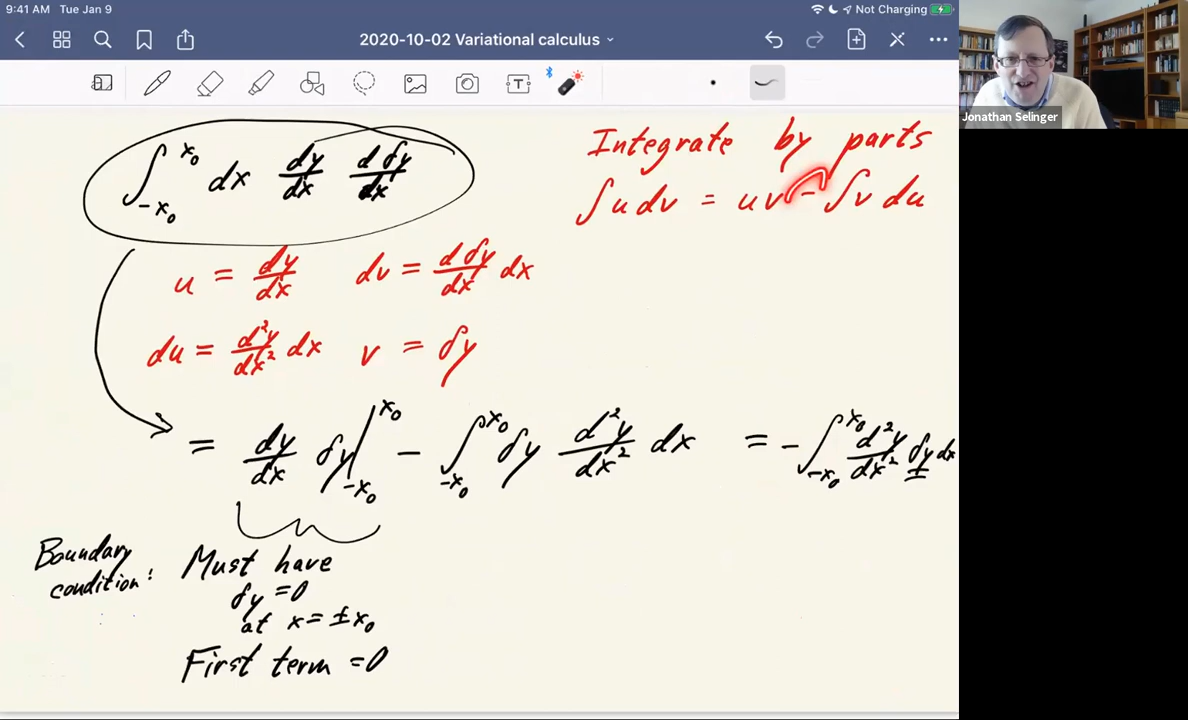 9:41 AM Tue Jan 9
Not Charging
2020-10-02 Variational calculus
Jonathan Selinger
∫_{-x₀}^{x₀} dx dy/dx dδy/dx
Integrate by parts
∫u dv = uv - ∫v du
u = dy/dx dv = dδy/dx dx
du = d²y/dx² dx v = δy
= dy/dx δy |_{-x₀}^{x₀} - ∫_{-x₀}^{x₀} δy d²y/dx² dx = - ∫_{-x₀}^{x₀} d²y/dx² δy dx
Boundary condition: Must have
δy = 0
at x = ±x₀
First term = 0